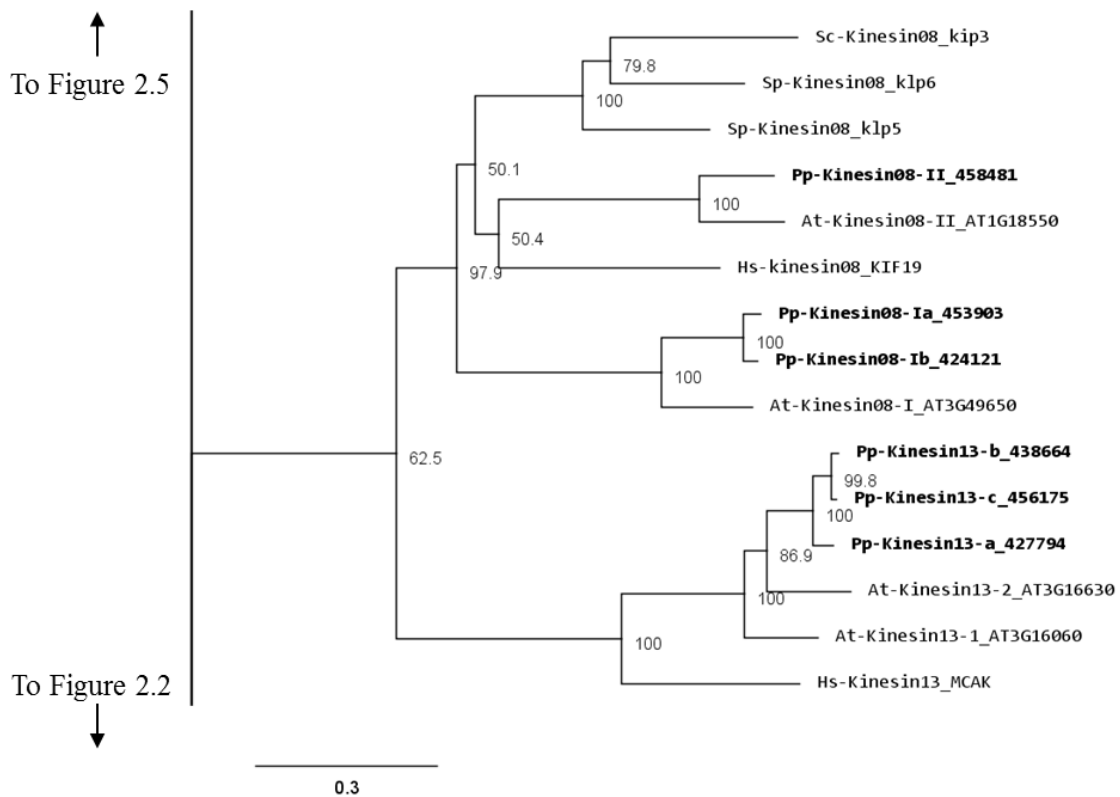 Sc-Kinesin08_kip3
To Figure 2.5
79.8
Sp-Kinesin08_klp6
100
Sp-Kinesin08_klp5
50.1
Pp-Kinesin08-II_458481
100
At-Kinesin08-II_AT1G18550
50.4
Hs-kinesin08_KIF19
97.9
Pp-Kinesin08-Ia_453903
100
Pp-Kinesin08-Ib_424121
100
At-Kinesin08-I_AT3G49650
62.5
Pp-Kinesin13-b_438664
99.8
Pp-Kinesin13-c_456175
100
Pp-Kinesin13-a_427794
86.9
At-Kinesin13-2_AT3G16630
100
At-Kinesin13-1_AT3G16060
100
To Figure 2.2
Hs-Kinesin13_MCAK
0.3